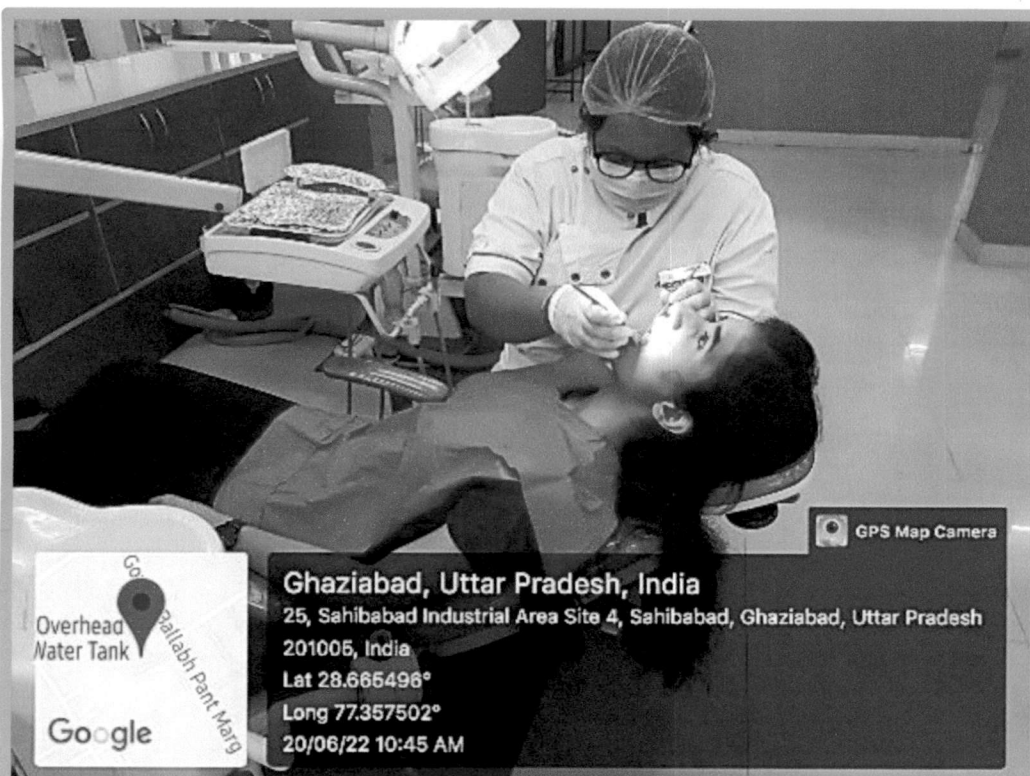 GPS Map Camera
Ghaziabad, Uttar Pradesh, India
25, Sahibabad Industrial Area Site 4, Sahibabad, Ghaziabad, Uttar Pradesh
201005, India
Lat 28.665496°
Long 77.357502°
20/06/22 10:45 AM
Overhead
Water Tank
Ballabh Pant Marg
Google